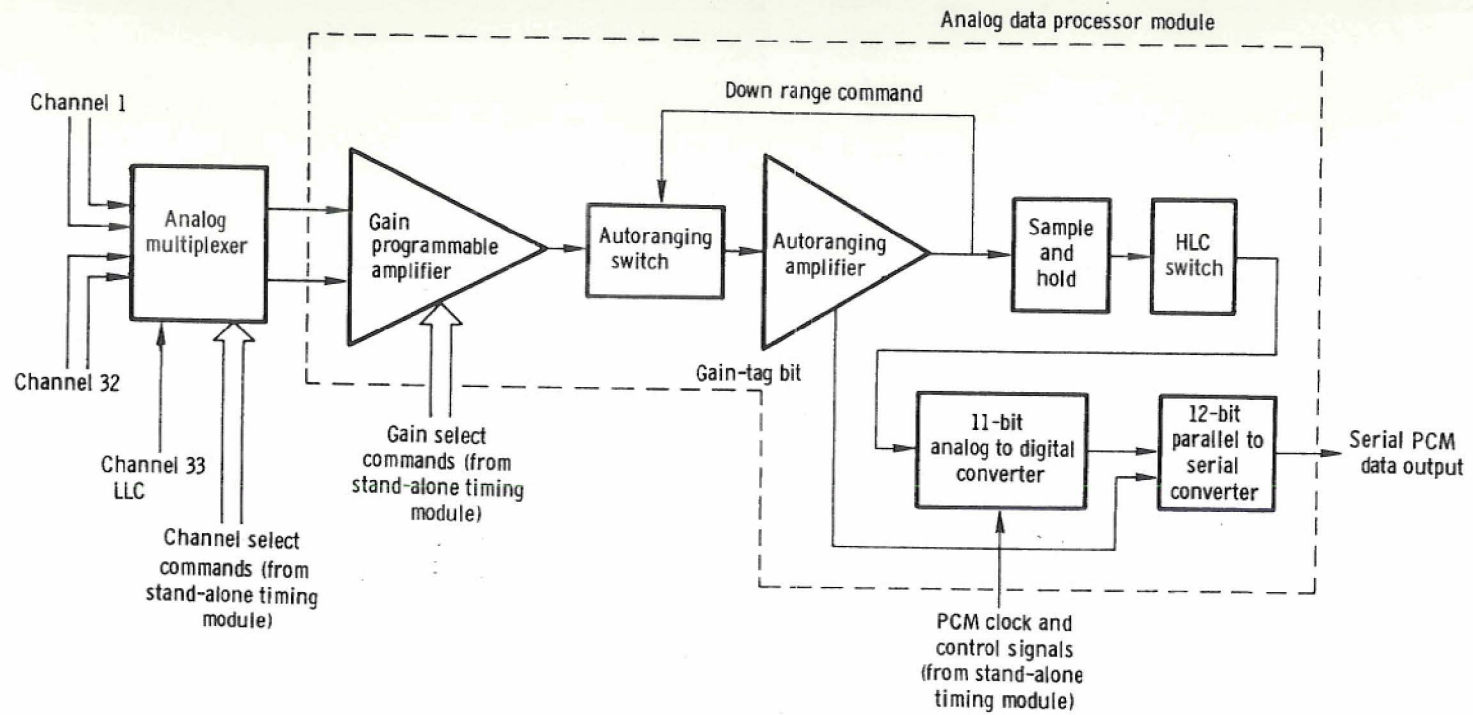 Analog data processor module
Down range command
Channel 1
Analog
multiplexer
Gain
programmable
amplifier
Autoranging
switch
Autoranging
amplifier
Sample
and
hold
HLC
switch
Channel 32
Gain-tag bit
Channel 33
LLC
Gain select
commands (from
stand-alone timing
module)
11-bit
analog to digital
converter
12-bit
parallel to
serial
converter
Serial PCM
data output
Channel select
commands (from
stand-alone timing
module)
PCM clock and
control signals
(from stand-alone
timing module)